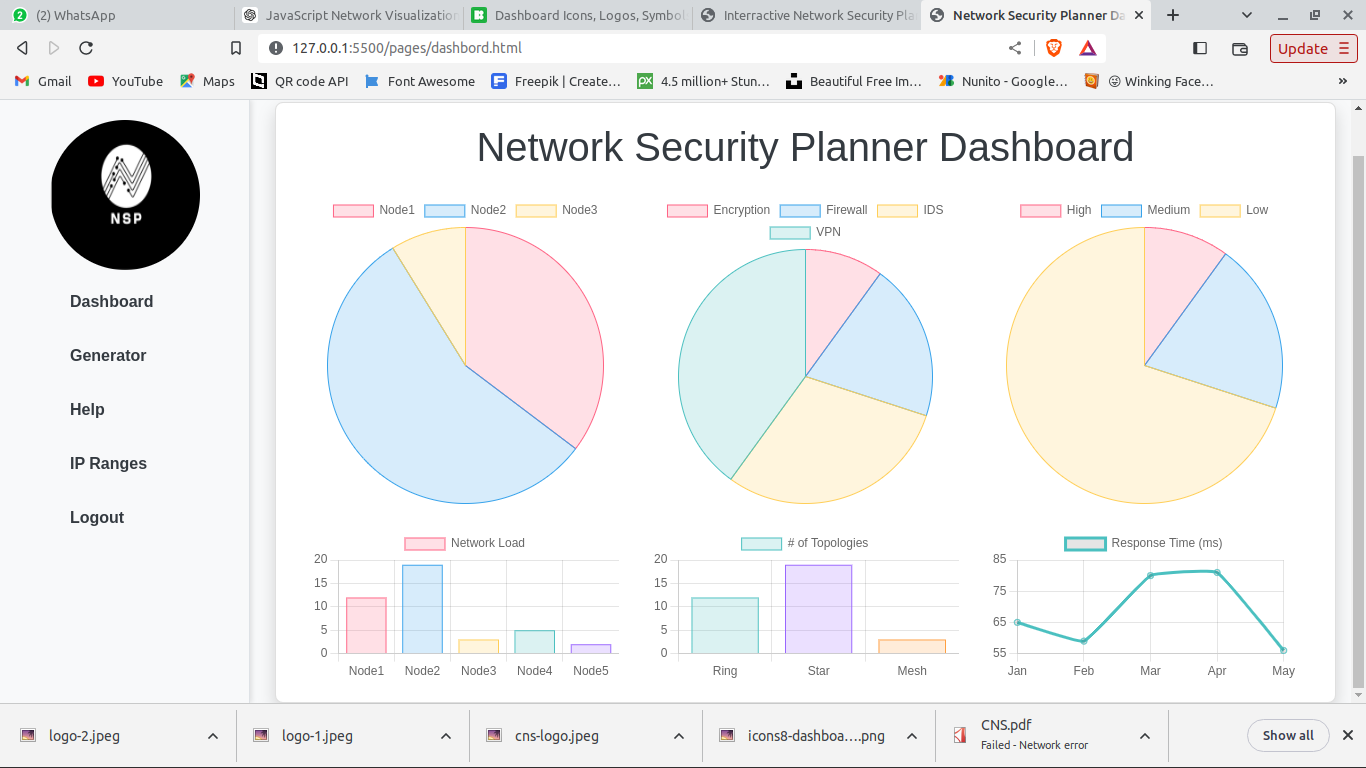 2 (2) WhatsApp
JavaScript Network Visualization
Dashboard Icons, Logos, Symbol
Interractive Network Security Pla
Network Security Planner Da
127.0.0.1:5500/pages/dashbord.html
Update
Gmail
YouTube
Maps
QR code API
Font Awesome
Freepik | Create…
4.5 million+ Stun…
Beautiful Free Im…
Nunito - Google…
Winking Face…
»
NSP
Dashboard
Generator
Help
IP Ranges
Logout
Network Security Planner Dashboard
Node1 Node2 Node3
Encryption Firewall IDS
VPN
High Medium Low
Network Load
20
15
10
5
0
Node1 Node2 Node3 Node4 Node5
# of Topologies
20
15
10
5
0
Ring Star Mesh
Response Time (ms)
85
75
65
55
Jan Feb Mar Apr May
logo-2.jpeg
logo-1.jpeg
cns-logo.jpeg
icons8-dashboa….png
CNS.pdf
Failed - Network error
Show all